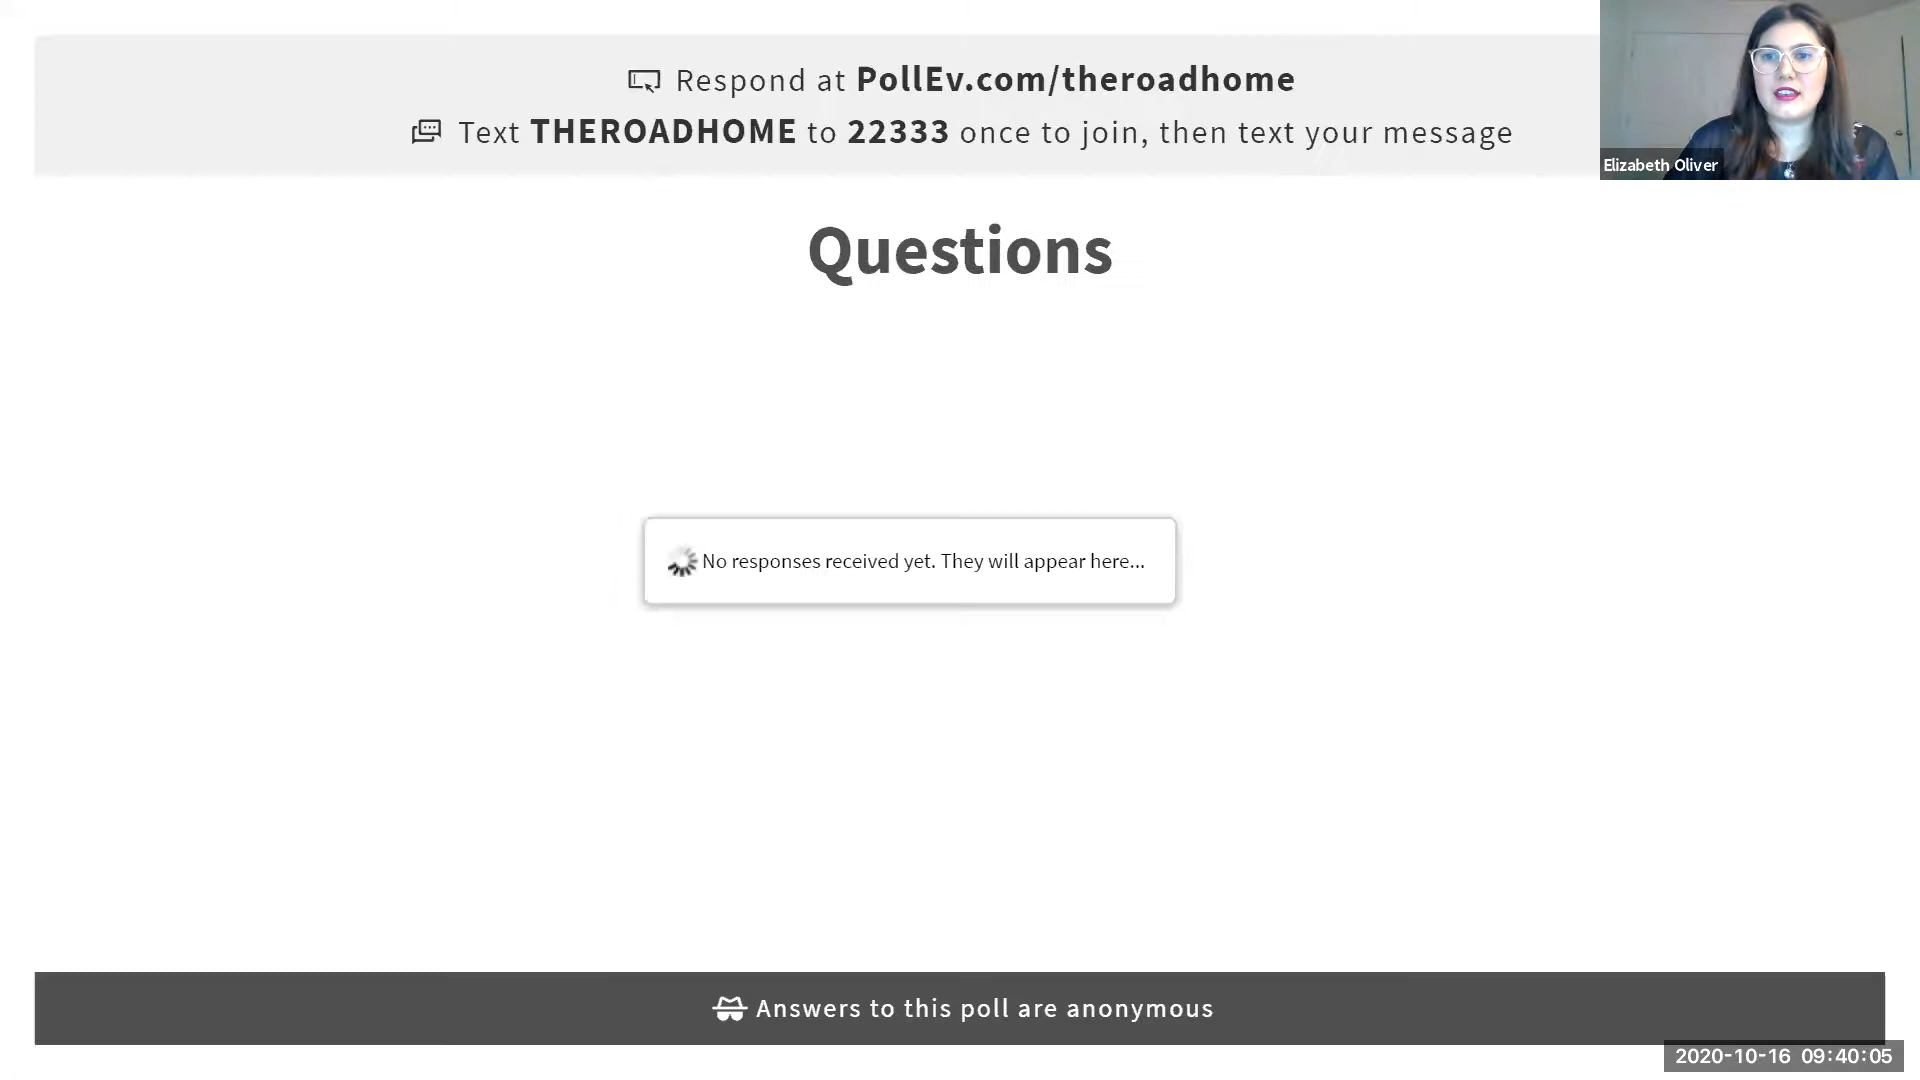 Respond at PollEv.com/theroadhome
Text THEROADHOME to 22333 once to join, then text your message
Elizabeth Oliver
Questions
No responses received yet. They will appear here...
Answers to this poll are anonymous
2020-10-16 09:40:05